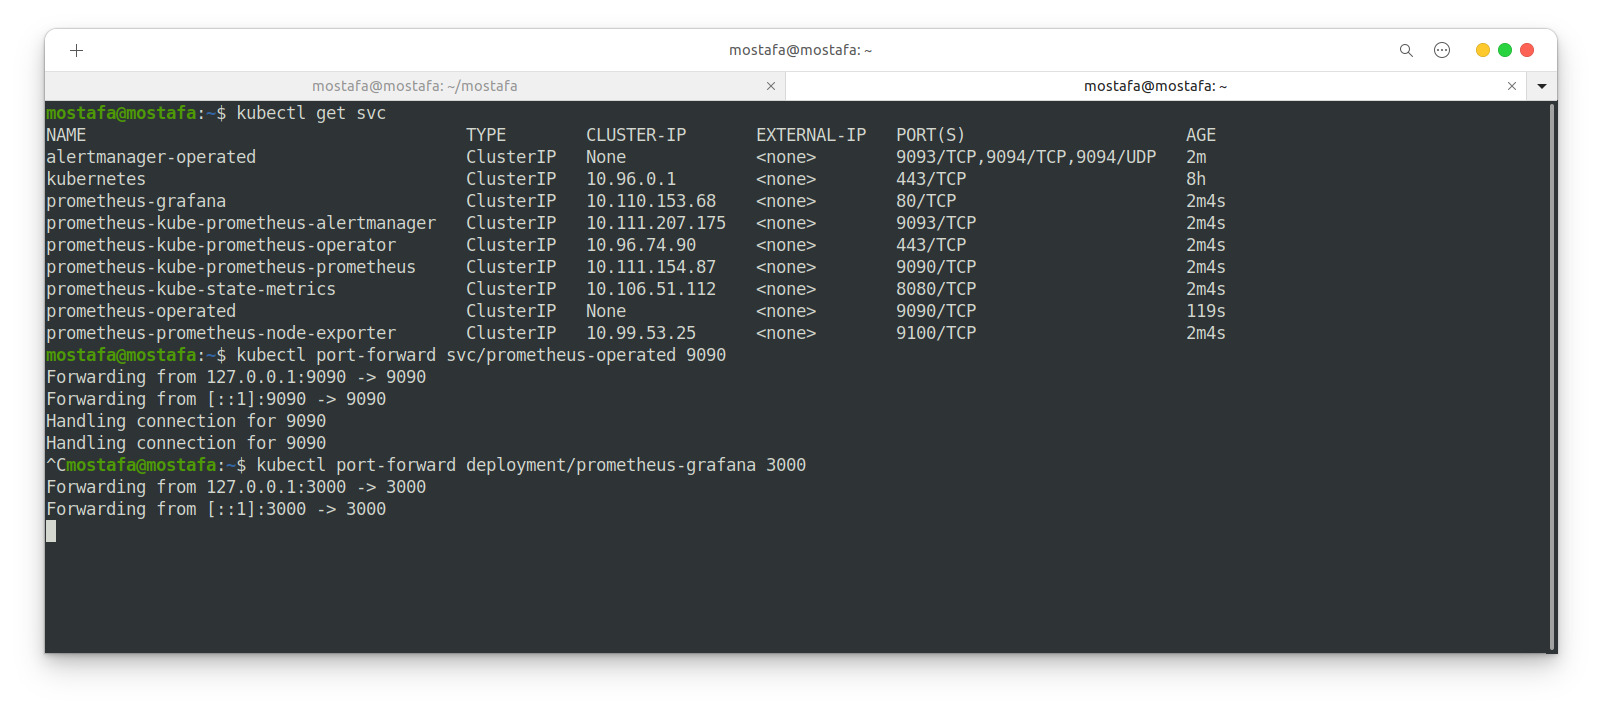 mostafa@mostafa: ~
mostafa@mostafa: ~/mostafa
mostafa@mostafa: ~
mostafa@mostafa:~$ kubectl get svc
NAME TYPE CLUSTER-IP EXTERNAL-IP PORT(S) AGE
alertmanager-operated ClusterIP None <none> 9093/TCP,9094/TCP,9094/UDP 2m
kubernetes ClusterIP 10.96.0.1 <none> 443/TCP 8h
prometheus-grafana ClusterIP 10.110.153.68 <none> 80/TCP 2m4s
prometheus-kube-prometheus-alertmanager ClusterIP 10.111.207.175 <none> 9093/TCP 2m4s
prometheus-kube-prometheus-operator ClusterIP 10.96.74.90 <none> 443/TCP 2m4s
prometheus-kube-prometheus-prometheus ClusterIP 10.111.154.87 <none> 9090/TCP 2m4s
prometheus-kube-state-metrics ClusterIP 10.106.51.112 <none> 8080/TCP 2m4s
prometheus-operated ClusterIP None <none> 9090/TCP 119s
prometheus-prometheus-node-exporter ClusterIP 10.99.53.25 <none> 9100/TCP 2m4s
mostafa@mostafa:~$ kubectl port-forward svc/prometheus-operated 9090
Forwarding from 127.0.0.1:9090 -> 9090
Forwarding from [::1]:9090 -> 9090
Handling connection for 9090
Handling connection for 9090
^Cmostafa@mostafa:~$ kubectl port-forward deployment/prometheus-grafana 3000
Forwarding from 127.0.0.1:3000 -> 3000
Forwarding from [::1]:3000 -> 3000